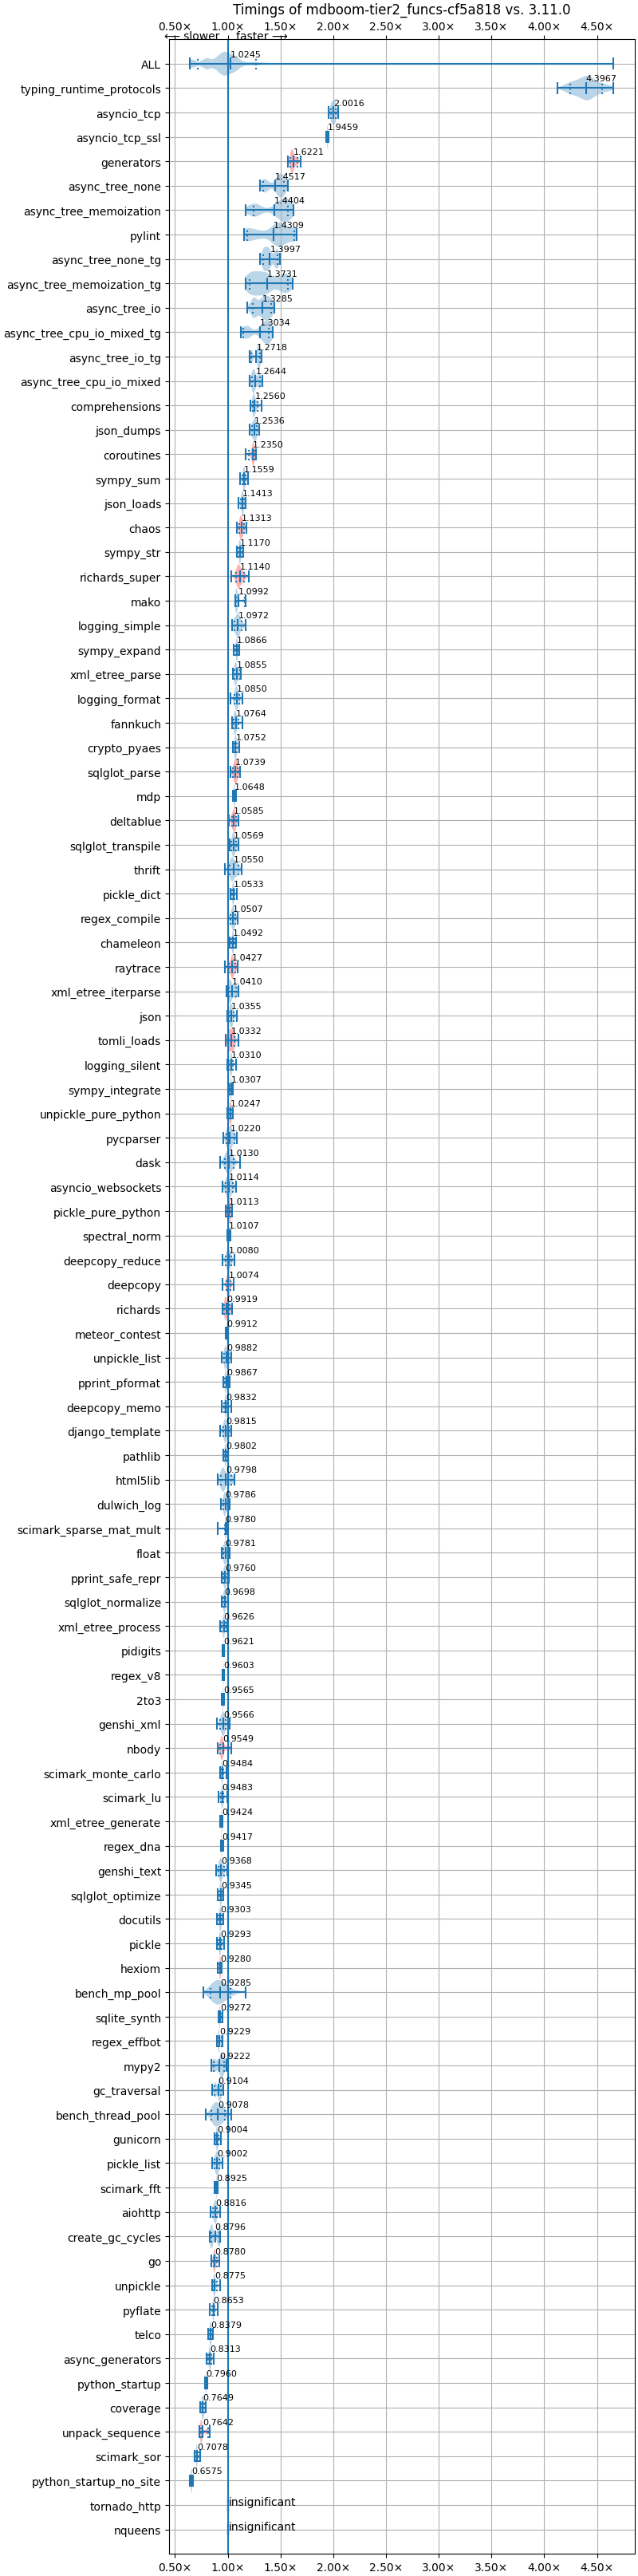 Timings of mdboom-tier2_funcs-cf5a818 vs. 3.11.0
0.50× 1.00× 1.50× 2.00× 2.50× 3.00× 3.50× 4.00× 4.50×
←— slower faster —→
ALL 1.0245
typing_runtime_protocols 4.3967
asyncio_tcp 2.0016
asyncio_tcp_ssl 1.9459
generators 1.6221
async_tree_none 1.4517
async_tree_memoization 1.4404
pylint 1.4309
async_tree_none_tg 1.3997
async_tree_memoization_tg 1.3731
async_tree_io 1.3285
async_tree_cpu_io_mixed_tg 1.3034
async_tree_io_tg 1.2718
async_tree_cpu_io_mixed 1.2644
comprehensions 1.2560
json_dumps 1.2536
coroutines 1.2350
sympy_sum 1.1559
json_loads 1.1413
chaos 1.1313
sympy_str 1.1170
richards_super 1.1140
mako 1.0992
logging_simple 1.0972
sympy_expand 1.0866
xml_etree_parse 1.0855
logging_format 1.0850
fannkuch 1.0764
crypto_pyaes 1.0752
sqlglot_parse 1.0739
mdp 1.0648
deltablue 1.0585
sqlglot_transpile 1.0569
thrift 1.0550
pickle_dict 1.0533
regex_compile 1.0507
chameleon 1.0492
raytrace 1.0427
xml_etree_iterparse 1.0410
json 1.0355
tomli_loads 1.0332
logging_silent 1.0310
sympy_integrate 1.0307
unpickle_pure_python 1.0247
pycparser 1.0220
dask 1.0130
asyncio_websockets 1.0114
pickle_pure_python 1.0113
spectral_norm 1.0107
deepcopy_reduce 1.0080
deepcopy 1.0074
richards 0.9919
meteor_contest 0.9912
unpickle_list 0.9882
pprint_pformat 0.9867
deepcopy_memo 0.9832
django_template 0.9815
pathlib 0.9802
html5lib 0.9798
dulwich_log 0.9786
scimark_sparse_mat_mult 0.9780
float 0.9781
pprint_safe_repr 0.9760
sqlglot_normalize 0.9698
xml_etree_process 0.9626
pidigits 0.9621
regex_v8 0.9603
2to3 0.9565
genshi_xml 0.9566
nbody 0.9549
scimark_monte_carlo 0.9484
scimark_lu 0.9483
xml_etree_generate 0.9424
regex_dna 0.9417
genshi_text 0.9368
sqlglot_optimize 0.9345
docutils 0.9303
pickle 0.9293
hexiom 0.9280
bench_mp_pool 0.9285
sqlite_synth 0.9272
regex_effbot 0.9229
mypy2 0.9222
gc_traversal 0.9104
bench_thread_pool 0.9078
gunicorn 0.9004
pickle_list 0.9002
scimark_fft 0.8925
aiohttp 0.8816
create_gc_cycles 0.8796
go 0.8780
unpickle 0.8775
pyflate 0.8653
telco 0.8379
async_generators 0.8313
python_startup 0.7960
coverage 0.7649
unpack_sequence 0.7642
scimark_sor 0.7078
python_startup_no_site 0.6575
tornado_http insignificant
nqueens insignificant
0.50× 1.00× 1.50× 2.00× 2.50× 3.00× 3.50× 4.00× 4.50×